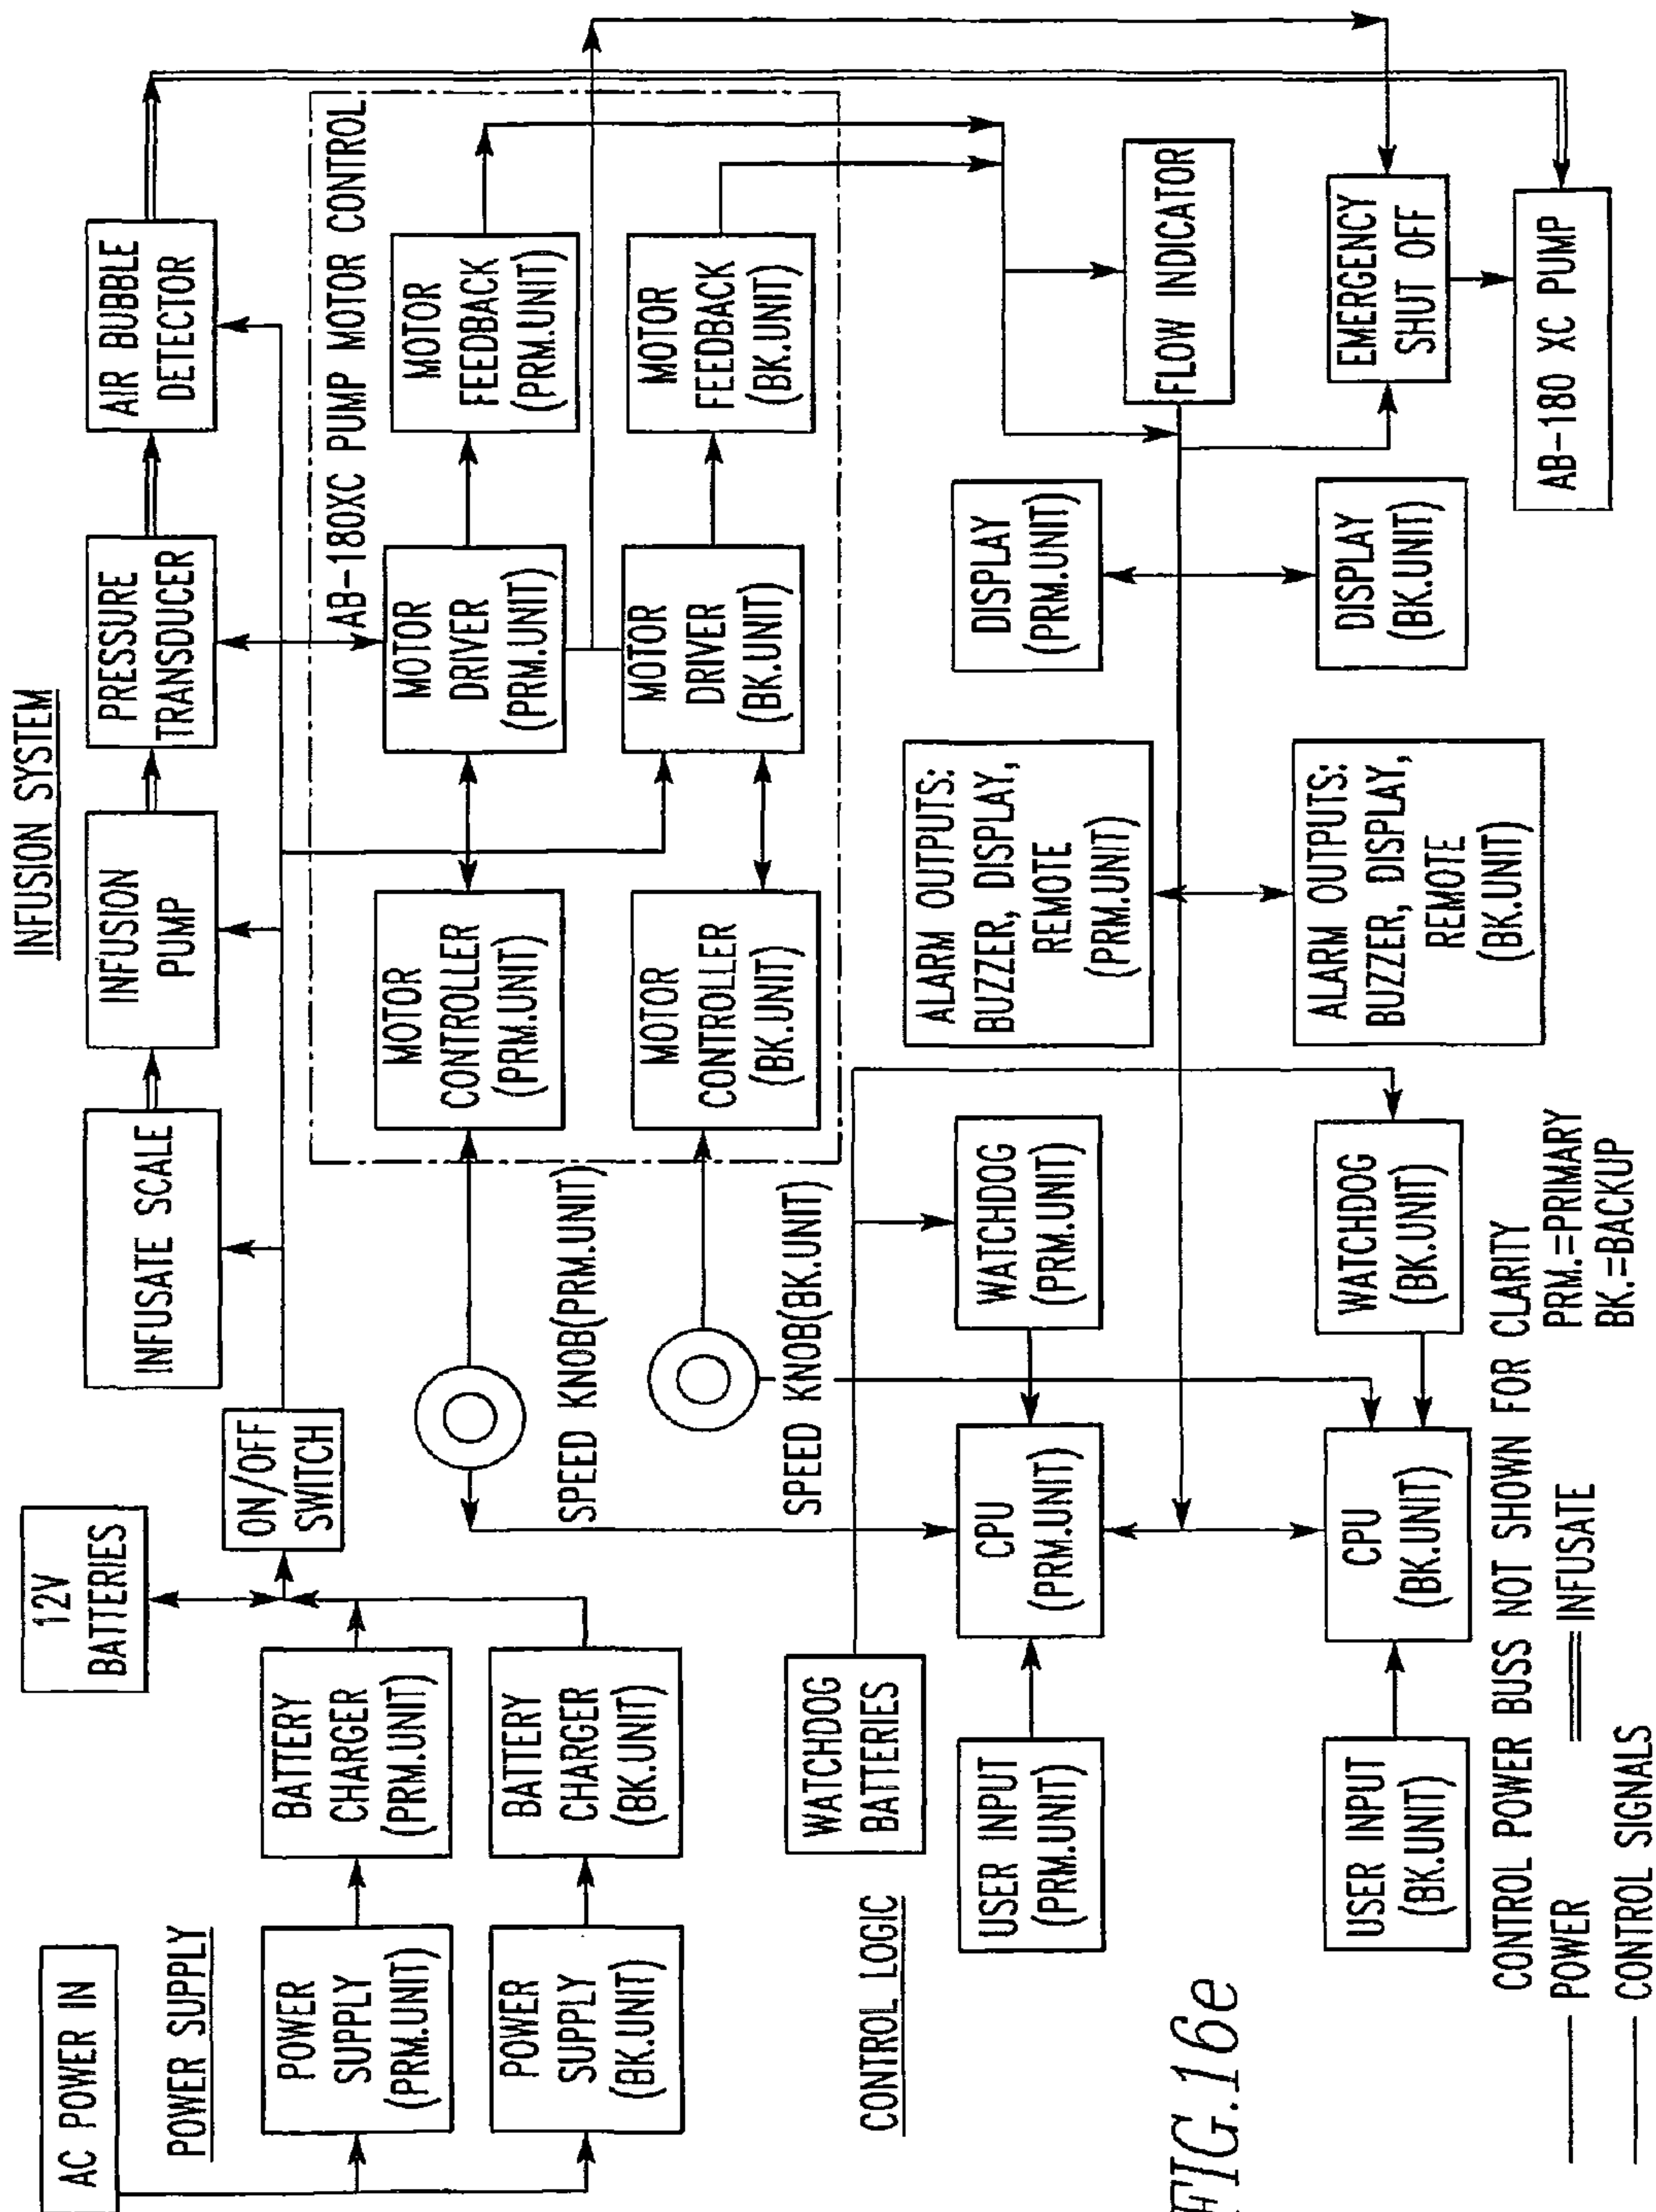 AC POWER IN
12V
BATTERIES
INFUSION SYSTEM
POWER SUPPLY
ON/OFF
SWITCH
INFUSATE SCALE
INFUSION
PUMP
PRESSURE
TRANSDUCER
AIR BUBBLE
DETECTOR
POWER
SUPPLY
(PRM.UNIT)
BATTERY
CHARGER
(PRM.UNIT)
POWER
SUPPLY
(BK.UNIT)
BATTERY
CHARGER
(BK.UNIT)
AB-180XC PUMP MOTOR CONTROL
MOTOR
CONTROLLER
(PRM.UNIT)
MOTOR
DRIVER
(PRM.UNIT)
MOTOR
FEEDBACK
(PRM.UNIT)
SPEED KNOB(PRM.UNIT)
MOTOR
CONTROLLER
(BK.UNIT)
MOTOR
DRIVER
(BK.UNIT)
MOTOR
FEEDBACK
(BK.UNIT)
SPEED KNOB(BK.UNIT)
CONTROL LOGIC
WATCHDOG
BATTERIES
USER INPUT
(PRM.UNIT)
CPU
(PRM.UNIT)
WATCHDOG
(PRM.UNIT)
ALARM OUTPUTS:
BUZZER, DISPLAY,
REMOTE
(PRM.UNIT)
DISPLAY
(PRM.UNIT)
FLOW INDICATOR
USER INPUT
(BK.UNIT)
CPU
(BK.UNIT)
WATCHDOG
(BK.UNIT)
ALARM OUTPUTS:
BUZZER, DISPLAY,
REMOTE
(BK.UNIT)
DISPLAY
(BK.UNIT)
EMERGENCY
SHUT OFF
AB-180 XC PUMP
FIG.16e
CONTROL POWER BUSS NOT SHOWN FOR CLARITY
POWER
INFUSATE
PRM.=PRIMARY
BK.=BACKUP
CONTROL SIGNALS